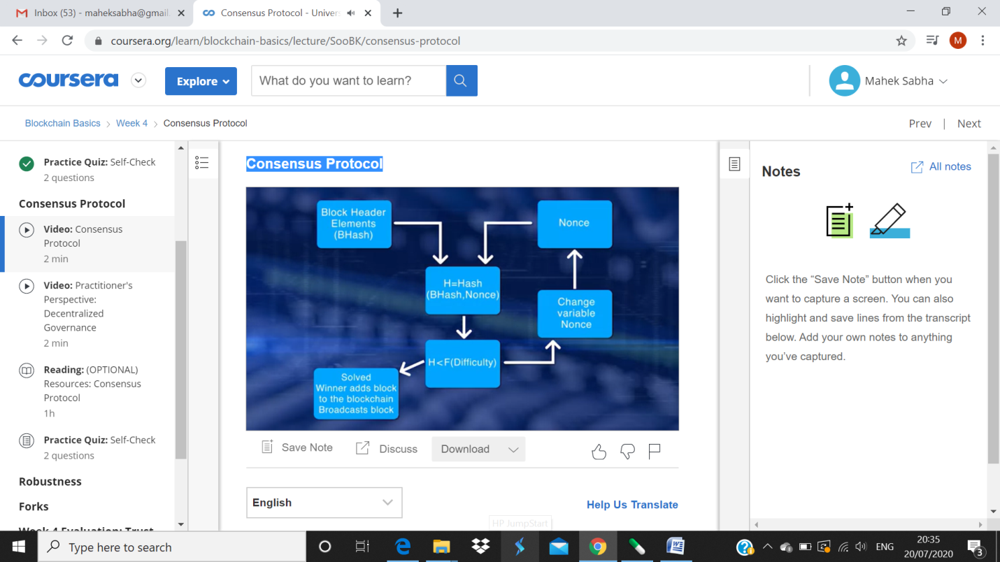 Inbox (53) - maheksabha@gmail.
Consensus Protocol - Univers
coursera.org/learn/blockchain-basics/lecture/SooBK/consensus-protocol
M
coursera
Explore
What do you want to learn?
Mahek Sabha
Blockchain Basics > Week 4 > Consensus Protocol
Prev | Next
Practice Quiz: Self-Check
2 questions
Consensus Protocol
Video: Consensus
Protocol
2 min
Video: Practitioner's
Perspective:
Decentralized
Governance
2 min
Reading: (OPTIONAL)
Resources: Consensus
Protocol
1h
Practice Quiz: Self-Check
2 questions
Robustness
Forks
Week 4 Evaluation: Trust
Consensus Protocol
Block Header
Elements
(BHash)
Nonce
H=Hash
(BHash,Nonce)
Change
variable
Nonce
H<F(Difficulty)
Solved
Winner adds block
to the blockchain
Broadcasts block
Save Note
Discuss
Download
English
Help Us Translate
HP JumpStart
Notes
All notes
Click the “Save Note” button when you
want to capture a screen. You can also
highlight and save lines from the transcript
below. Add your own notes to anything
you’ve captured.
Type here to search
ENG
20:35
20/07/2020
3